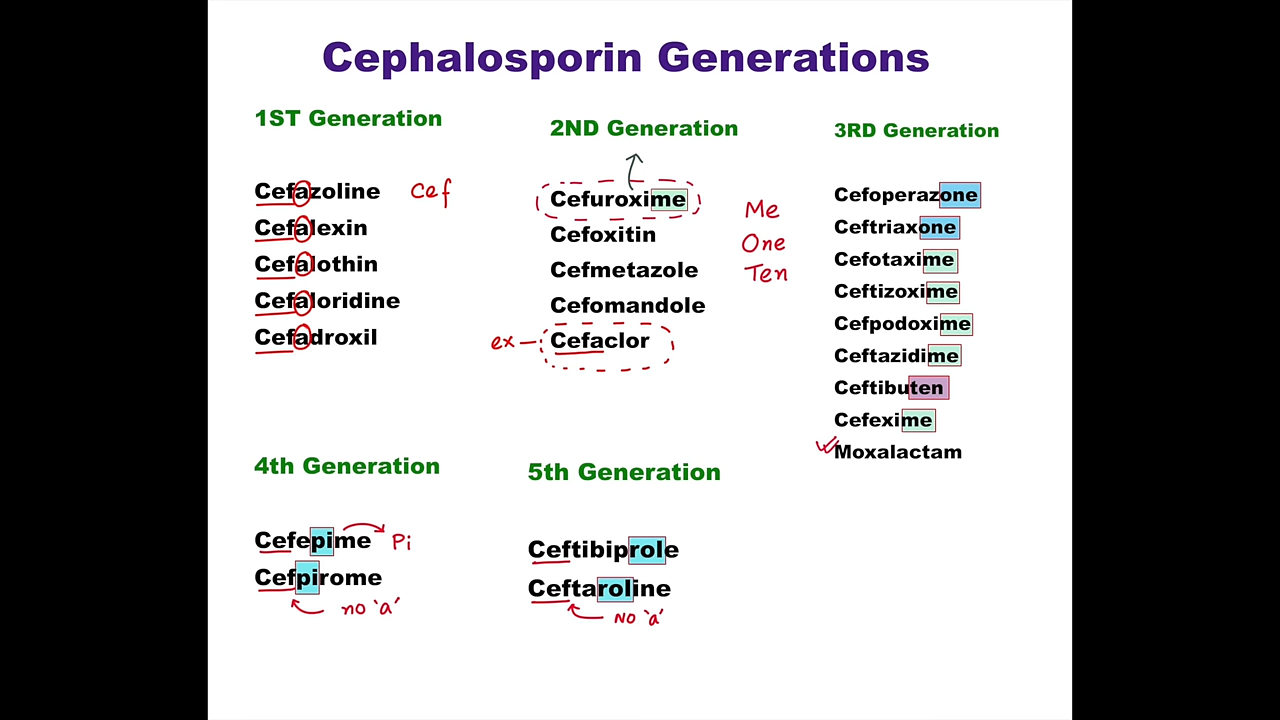 Cephalosporin Generations
1ST Generation
Cefazoline
Cef
Cefalexin
Cefalothin
Cefaloridine
Cefadroxil
2ND Generation
Cefuroxime
Cefoxitin
Cefmetazole
Cefomandole
ex – Cefaclor
Me
One
Ten
3RD Generation
Cefoperazone
Ceftriaxone
Cefotaxime
Ceftizoxime
Cefpodoxime
Ceftazidime
Ceftibuten
Cefexime
Moxalactam
4th Generation
Cefepime
Pi
Cefpirome
no 'a'
5th Generation
Ceftibiprole
Ceftaroline
NO 'a'